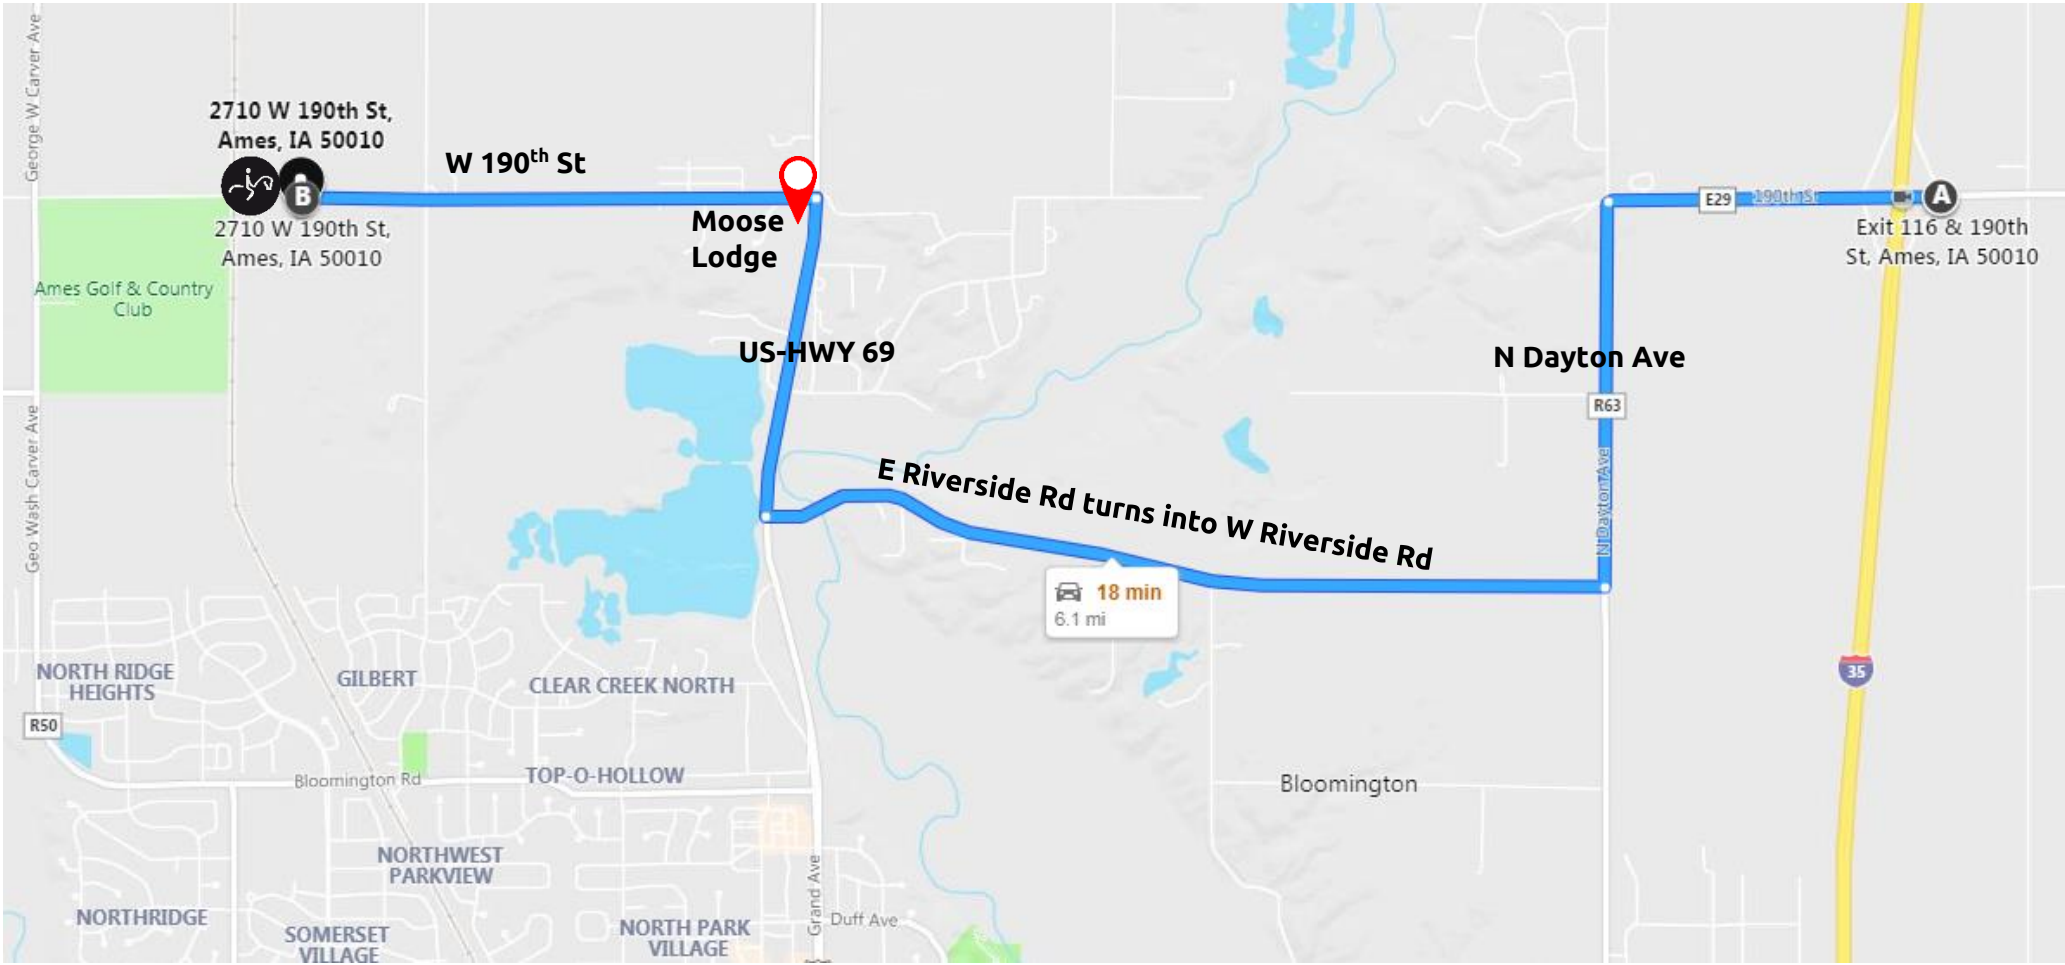 George W Carver Ave
2710 W 190th St,
Ames, IA 50010
W 190th St
B
2710 W 190th St,
Ames, IA 50010
Moose
Lodge
E29
190th St
A
Exit 116 & 190th
St, Ames, IA 50010
Ames Golf & Country
Club
US-HWY 69
N Dayton Ave
R63
Geo Wash Carver Ave
E Riverside Rd turns into W Riverside Rd
N Dayton Ave
18 min
6.1 mi
NORTH RIDGE
HEIGHTS
GILBERT
CLEAR CREEK NORTH
35
R50
Bloomington Rd
TOP-O-HOLLOW
Bloomington
NORTHWEST
PARKVIEW
Grand Ave
Duff Ave
NORTHRIDGE
SOMERSET
VILLAGE
NORTH PARK
VILLAGE